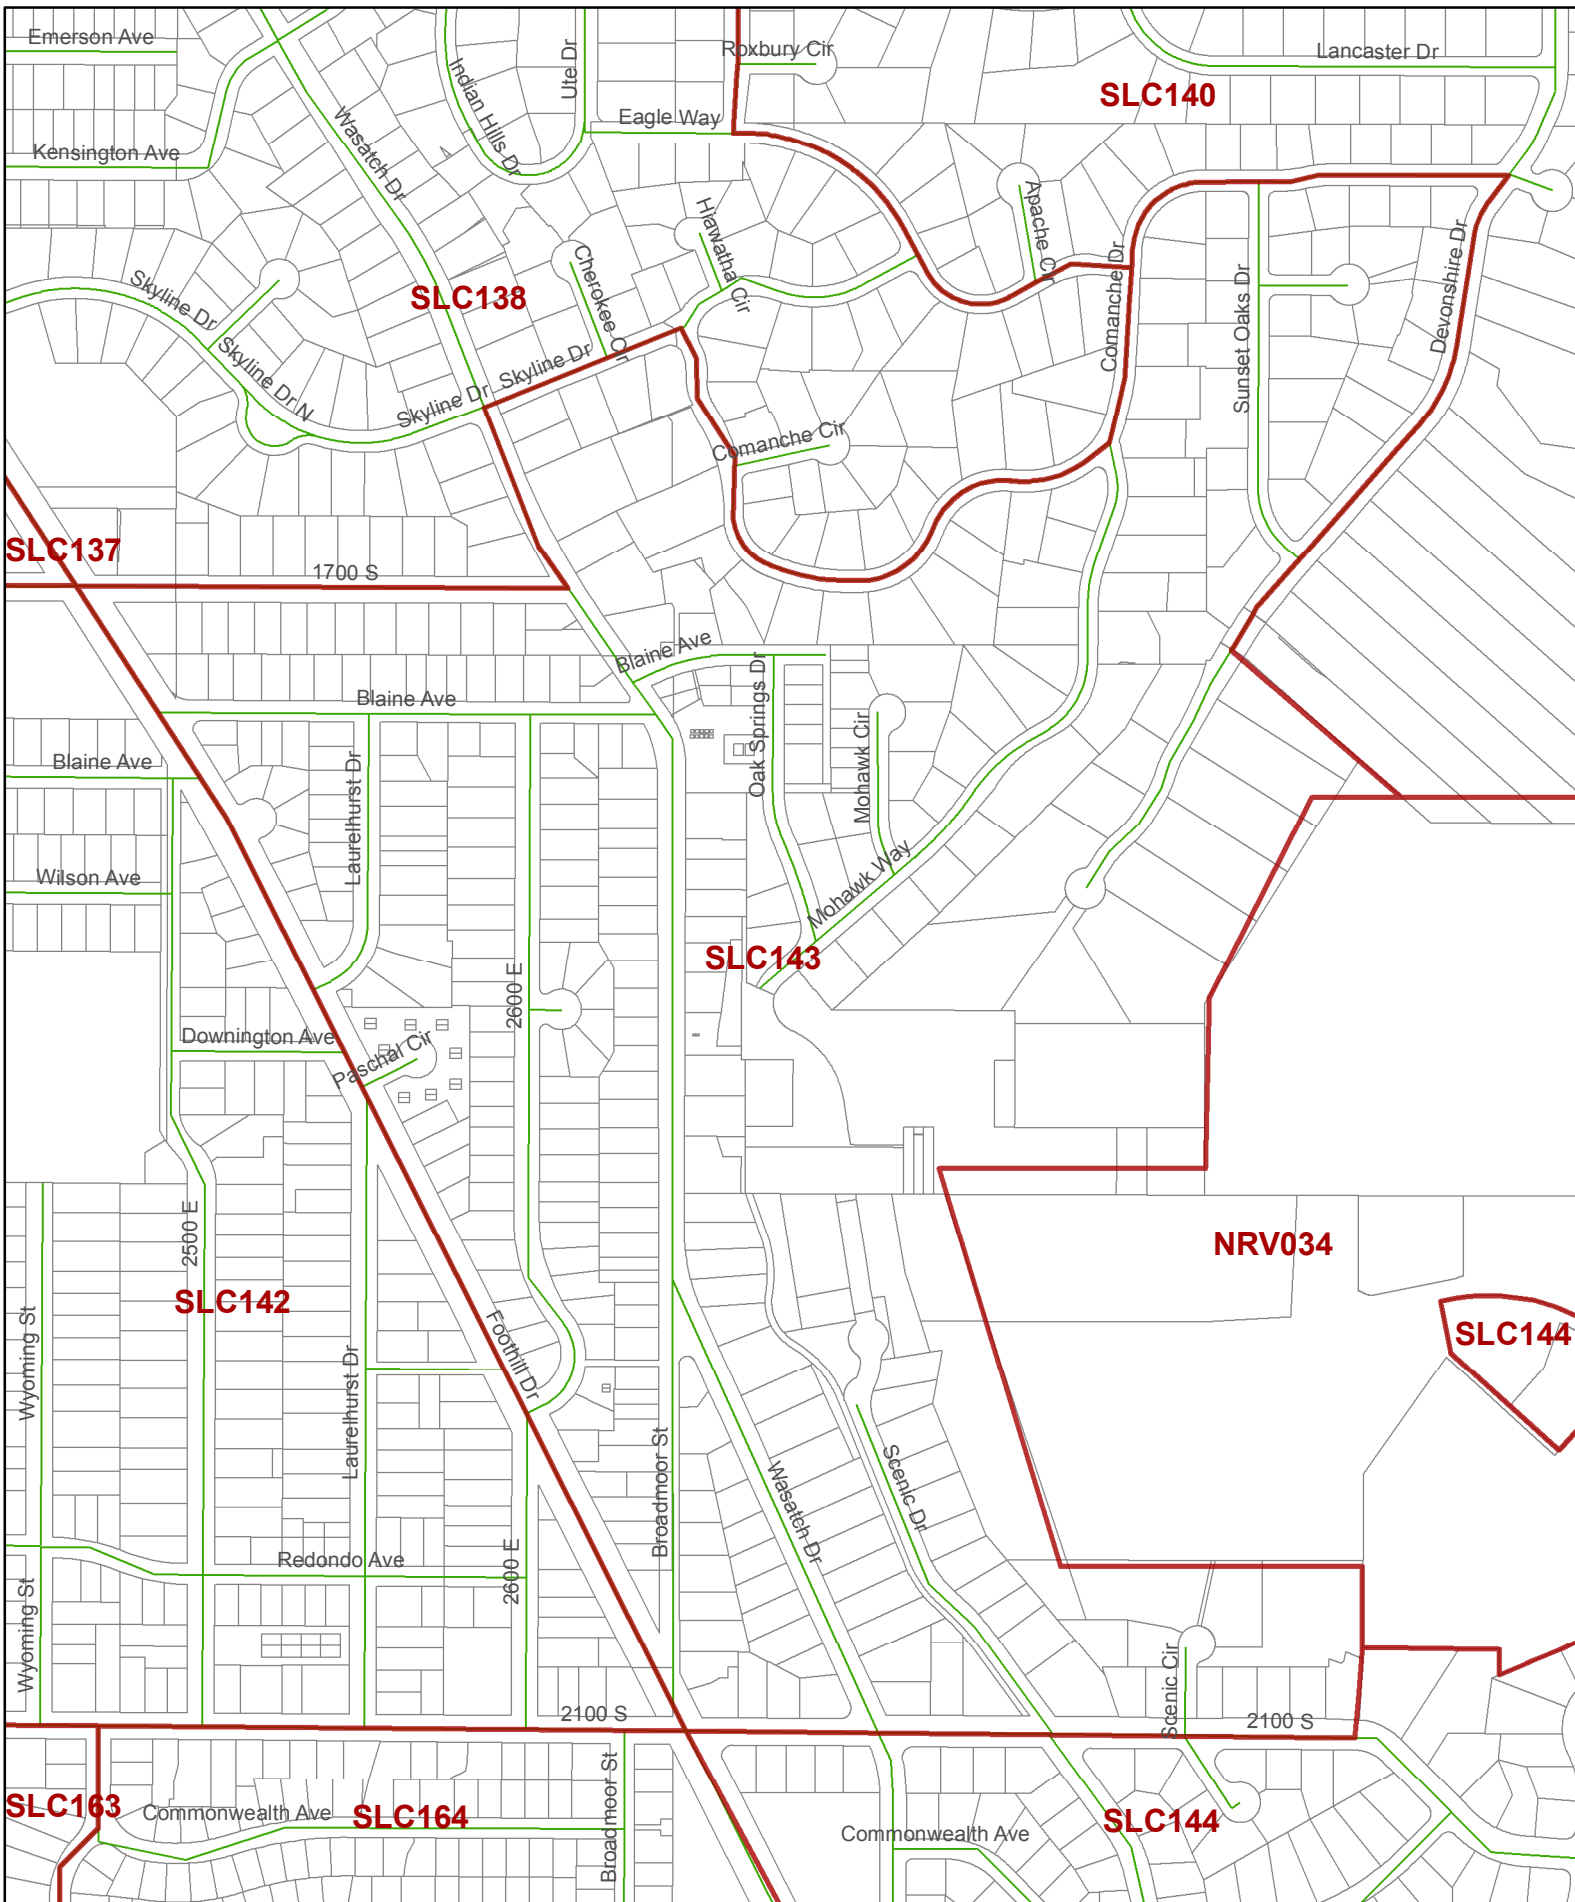 Emerson Ave
Roxbury Cir
Lancaster Dr
Ute Dr
Indian Hills Dr
SLC140
Wasatch Dr
Eagle Way
Kensington Ave
Apache Cir
Hiawatha Cir
Cherokee Cir
Comanche Dr
Sunset Oaks Dr
Devonshire Dr
Skyline Dr
SLC138
Skyline Dr N
Skyline Dr
Skyline Dr
Comanche Cir
SLC137
1700 S
Blaine Ave
Blaine Ave
Blaine Ave
Oak Springs Dr
Mohawk Cir
Laurelhurst Dr
Wilson Ave
Mohawk Way
SLC143
2600 E
Downington Ave
Paschal Cir
2500 E
NRV034
SLC142
SLC144
Wyoming St
Foothill Dr
Laurelhurst Dr
Broadmoor St
Wasatch Dr
Scenic Dr
Redondo Ave
2600 E
Wyoming St
Scenic Cir
2100 S
2100 S
Broadmoor St
SLC163
Commonwealth Ave
SLC164
Commonwealth Ave
SLC144